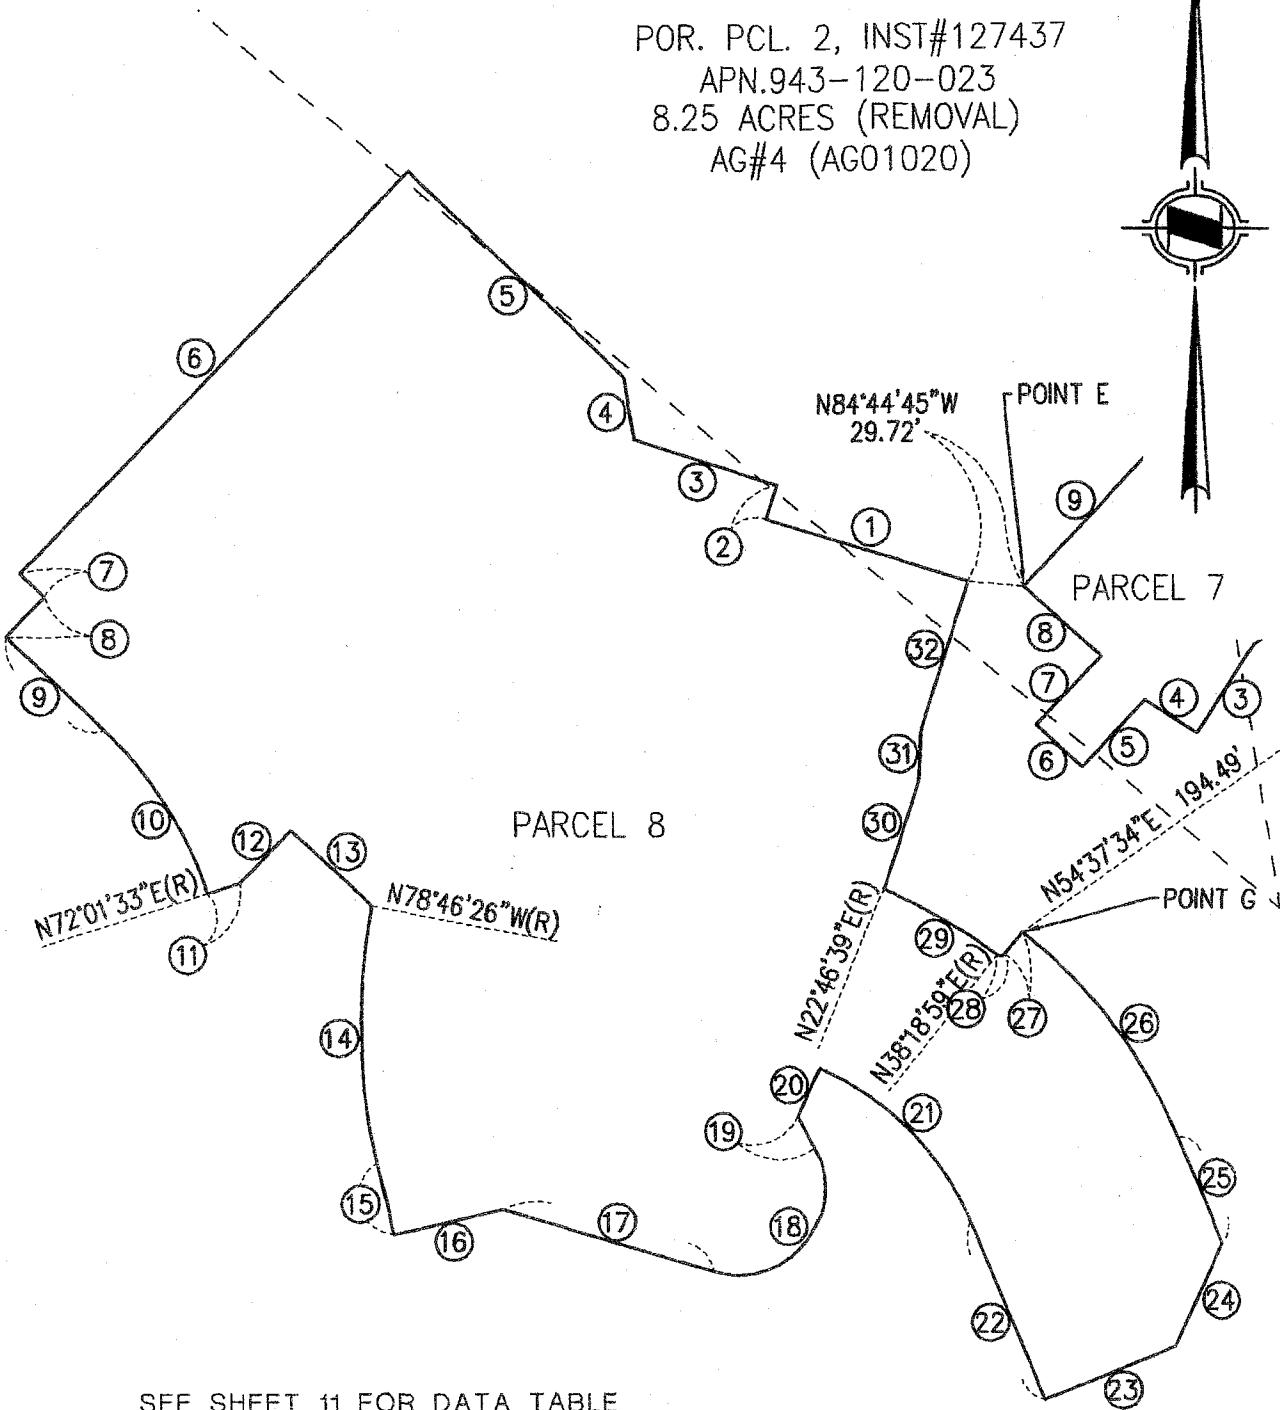 POR. PCL. 2, INST#127437
APN.943-120-023
8.25 ACRES (REMOVAL)
AG#4 (AG01020)
5
6
4
N84°44'45"W
29.72'
POINT E
3
9
1
2
7
PARCEL 7
8
8
32
7
9
4
3
5
31
6
N54°37'34"E 194.49'
10
PARCEL 8
30
12
13
N72°01'33"E(R)
N78°46'26"W(R)
POINT G
11
29
N22°46'39"E(R)
N38°18'59"E(R)
28
27
26
14
20
21
19
25
15
16
17
18
24
22
23
SEE SHEET 11 FOR DATA TABLE